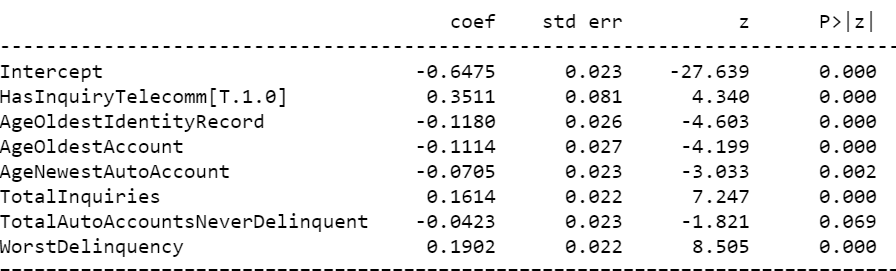 coef std err z P>|z|
Intercept -0.6475 0.023 -27.639 0.000
HasInquiryTelecomm[T.1.0] 0.3511 0.081 4.340 0.000
AgeOldestIdentityRecord -0.1180 0.026 -4.603 0.000
AgeOldestAccount -0.1114 0.027 -4.199 0.000
AgeNewestAutoAccount -0.0705 0.023 -3.033 0.002
TotalInquiries 0.1614 0.022 7.247 0.000
TotalAutoAccountsNeverDelinquent -0.0423 0.023 -1.821 0.069
WorstDelinquency 0.1902 0.022 8.505 0.000